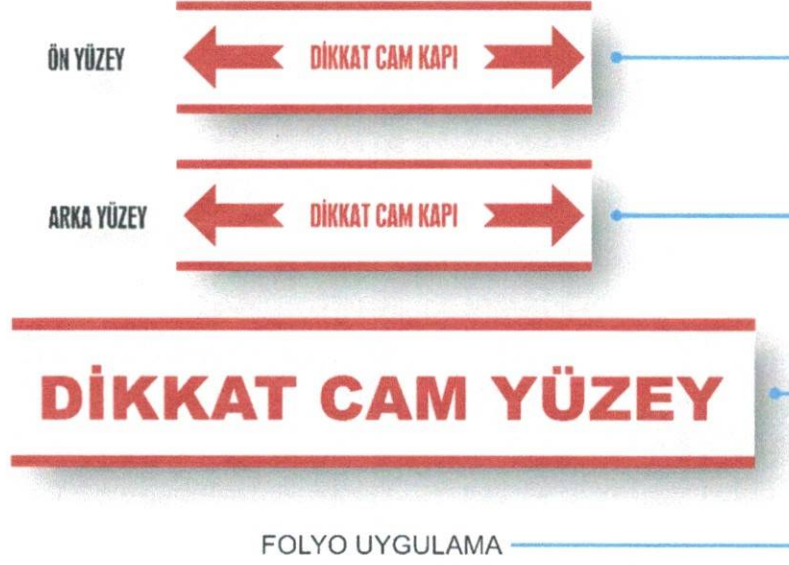 ÖN YÜZEY
DİKKAT CAM KAPI
ARKA YÜZEY
DİKKAT CAM KAPI
DİKKAT CAM YÜZEY
FOLYO UYGULAMA